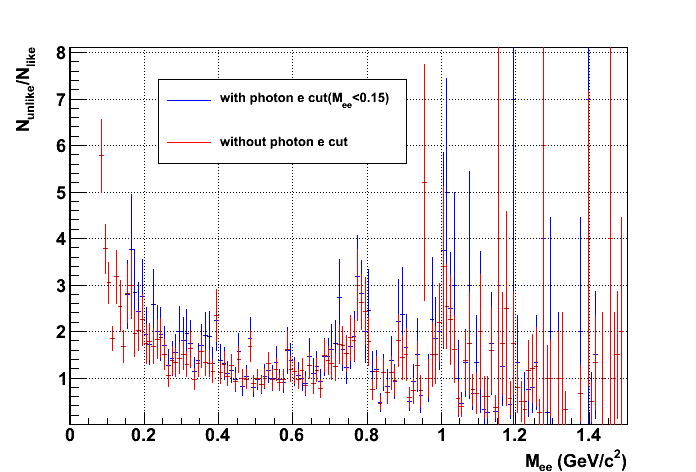 N_unlike/N_like
8
7
6
5
4
3
2
1
with photon e cut(M_ee<0.15)
without photon e cut
0 0.2 0.4 0.6 0.8 1 1.2 1.4
M_ee (GeV/c^2)